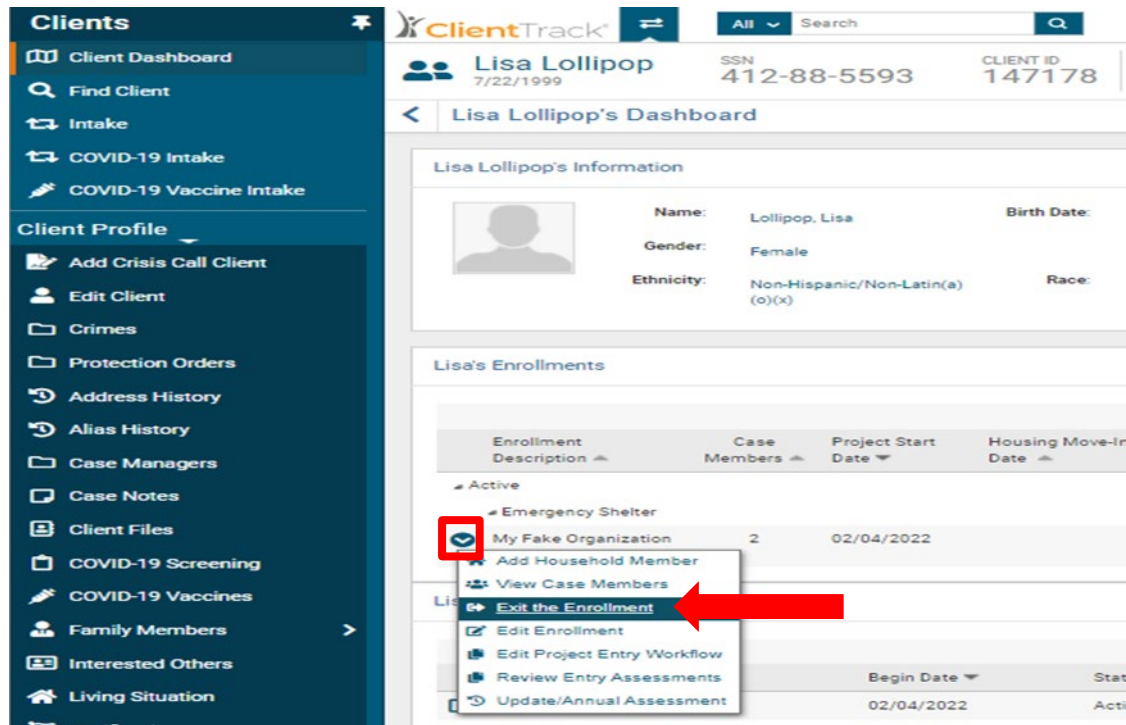 Clients
Client Dashboard
Find Client
Intake
COVID-19 Intake
COVID-19 Vaccine Intake
Client Profile
Add Crisis Call Client
Edit Client
Crimes
Protection Orders
Address History
Alias History
Case Managers
Case Notes
Client Files
COVID-19 Screening
COVID-19 Vaccines
Family Members
Interested Others
Living Situation
ClientTrack
All
Search
Lisa Lollipop
7/22/1999
SSN
412-88-5593
CLIENT ID
147178
Lisa Lollipop's Dashboard
Lisa Lollipop's Information
Name: Lollipop, Lisa
Birth Date:
Gender: Female
Ethnicity: Non-Hispanic/Non-Latin(a)
(o)(x)
Race:
Lisa's Enrollments
Enrollment Case Project Start Housing Move-In
Description Members Date Date
Active
Emergency Shelter
My Fake Organization 2 02/04/2022
Add Household Member
View Case Members
Exit the Enrollment
Edit Enrollment
Edit Project Entry Workflow
Review Entry Assessments
Update/Annual Assessment
Begin Date
02/04/2022